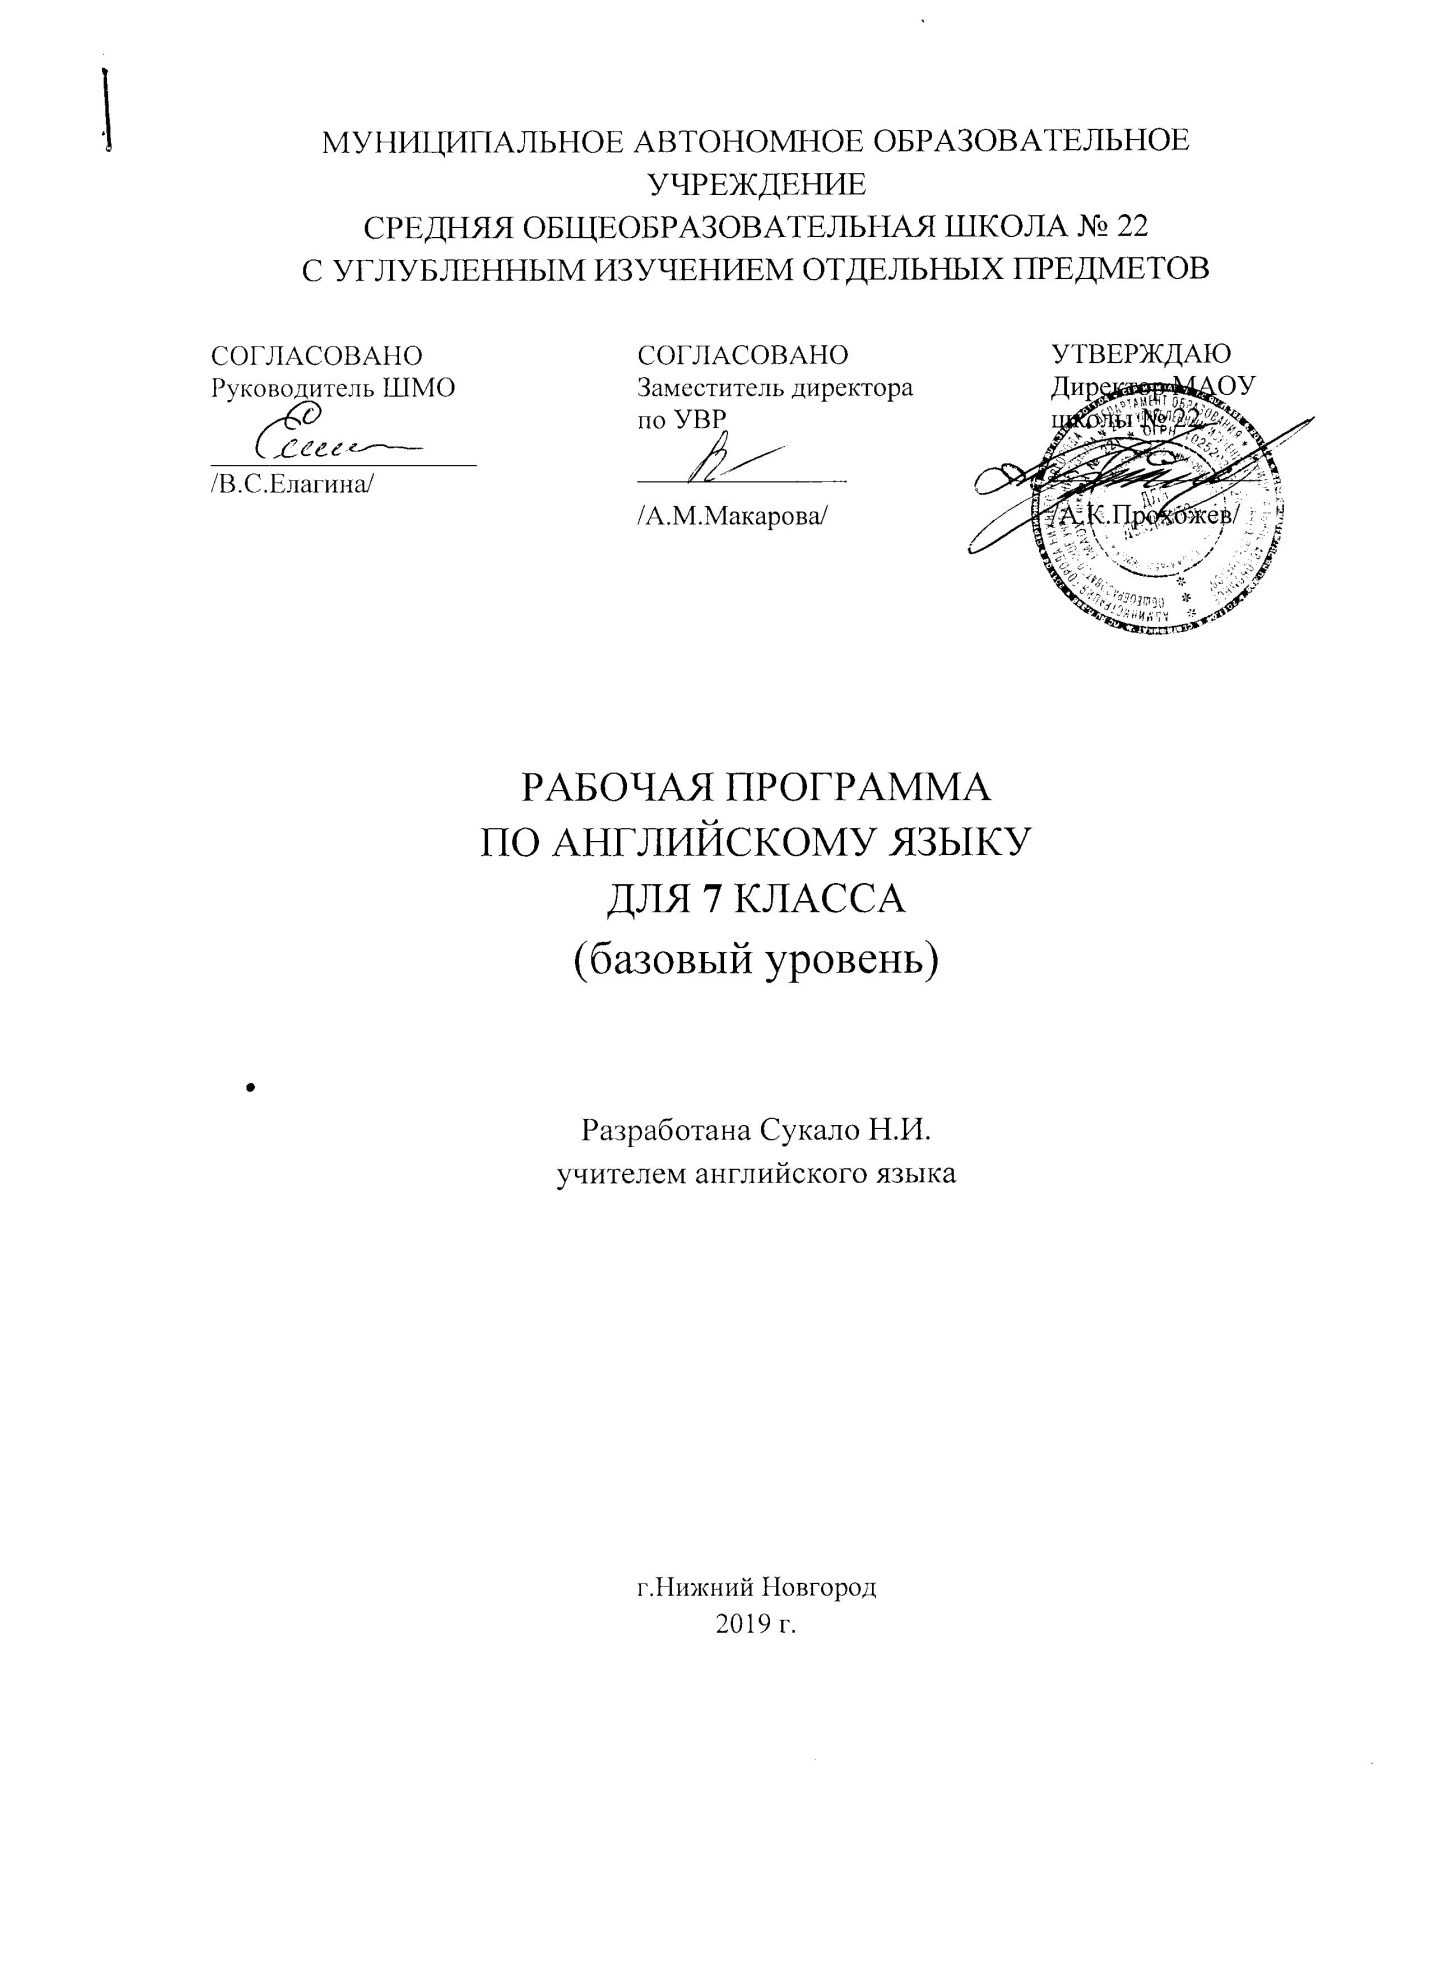 МУНИЦИПАЛЬНОЕ АВТОНОМНОЕ ОБРАЗОВАТЕЛЬНОЕ
УЧРЕЖДЕНИЕ
СРЕДНЯЯ ОБЩЕОБРАЗОВАТЕЛЬНАЯ ШКОЛА № 22
С УГЛУБЛЕННЫМ ИЗУЧЕНИЕМ ОТДЕЛЬНЫХ ПРЕДМЕТОВ
СОГЛАСОВАНО
Руководитель ШМО
/В.С.Елагина/
СОГЛАСОВАНО
Заместитель директора
по УВР
/А.М.Макарова/
УТВЕРЖДАЮ
Директор МАОУ
школы № 22
/А.К.Прохожев/
РАБОЧАЯ ПРОГРАММА
ПО АНГЛИЙСКОМУ ЯЗЫКУ
ДЛЯ 7 КЛАССА
(базовый уровень)
Разработана Сукало Н.И.
учителем английского языка
г.Нижний Новгород
2019 г.